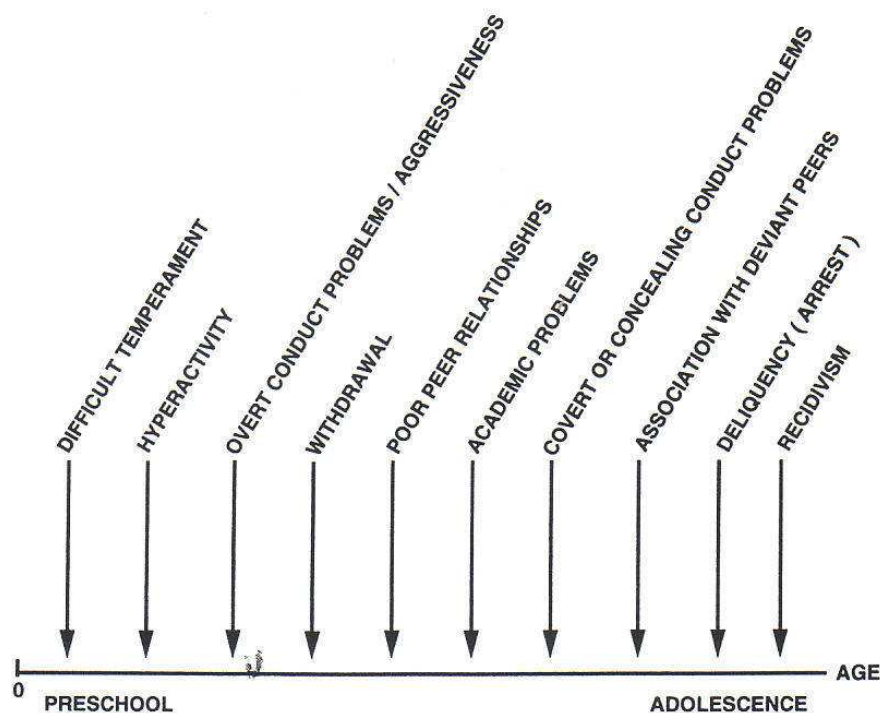 DIFFICULT TEMPERAMENT
HYPERACTIVITY
OVERT CONDUCT PROBLEMS / AGGRESSIVENESS
WITHDRAWAL
POOR PEER RELATIONSHIPS
ACADEMIC PROBLEMS
COVERT OR CONCEALING CONDUCT PROBLEMS
ASSOCIATION WITH DEVIANT PEERS
DELIQUENCY ( ARREST )
RECIDIVISM
0
AGE
PRESCHOOL
ADOLESCENCE